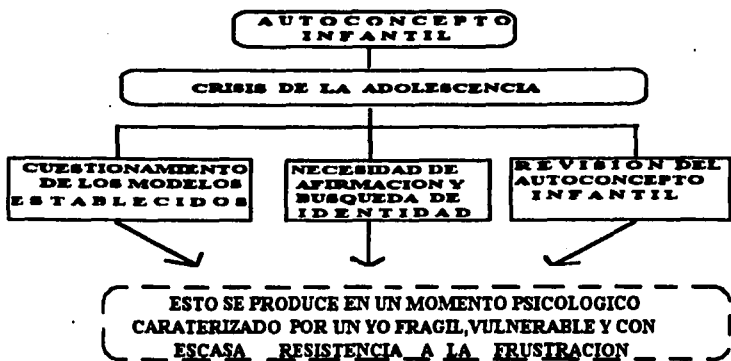 AUTOCONCEPTO
INFANTIL
CRISIS DE LA ADOLESCENCIA
CUESTIONAMIENTO
DE LOS MODELOS
ESTABLECIDOS
NECESIDAD DE
AFIRMACION Y
BUSQUEDA DE
IDENTIDAD
REVISION DEL
AUTOCONCEPTO
INFANTIL
ESTO SE PRODUCE EN UN MOMENTO PSICOLOGICO
CARATERIZADO POR UN YO FRAGIL,VULNERABLE Y CON
ESCASA RESISTENCIA A LA FRUSTRACION